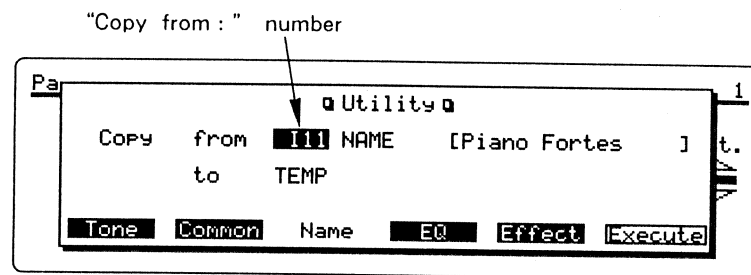 “Copy from : ” number
Pa
Utility
1
Copy from I11 NAME [Piano Fortes ] t.
to TEMP
Tone Common Name EQ Effect Execute